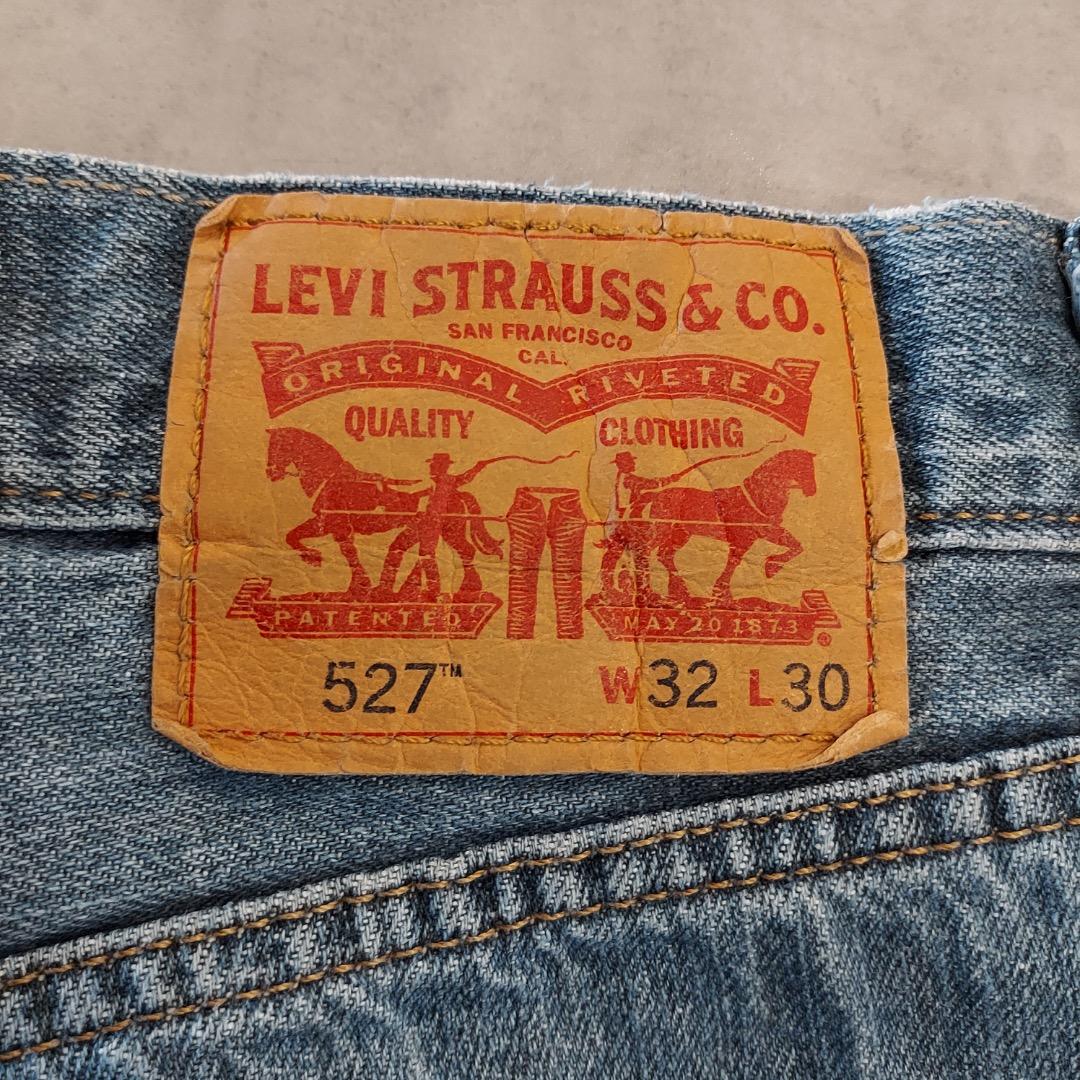 LEVI STRAUSS & CO.
SAN FRANCISCO
CAL.
ORIGINAL RIVETED
QUALITY CLOTHING
PATENTED MAY 20 1873 ®
527™ W32 L30